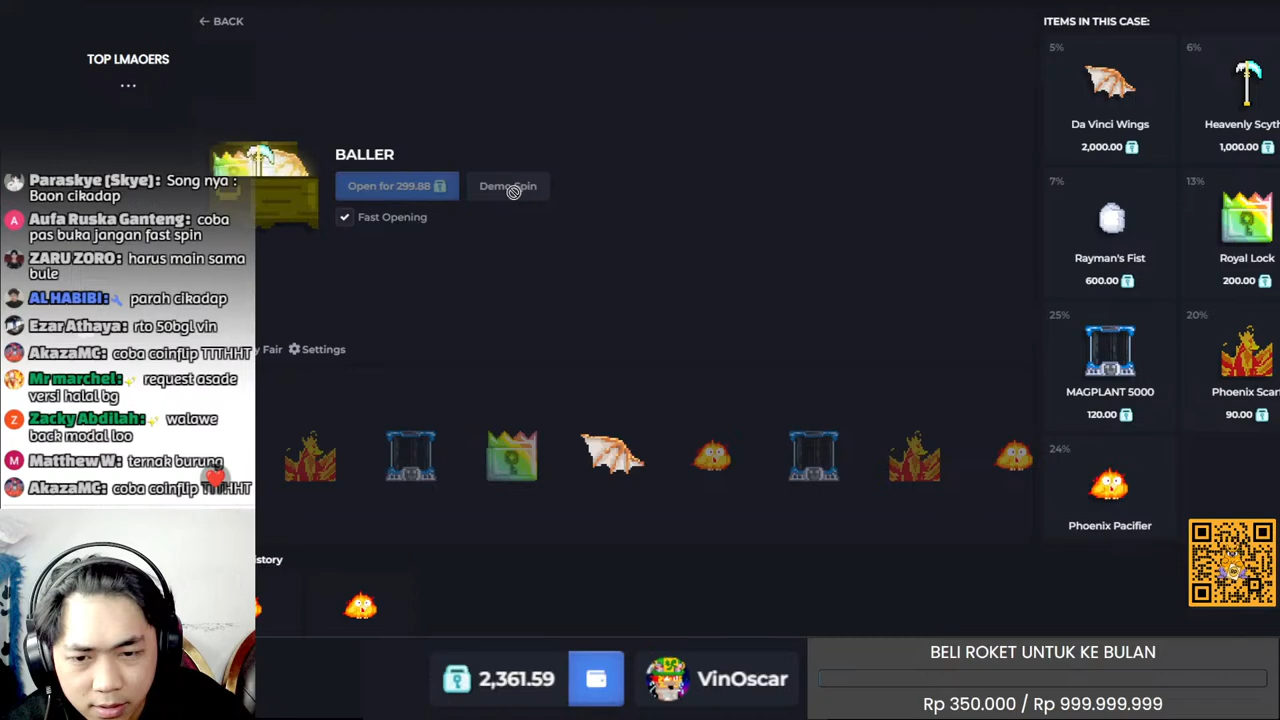 BACK
TOP LMAOERS
...
BALLER
Open for 299.88
Demo Spin
Fast Opening
y Fair
Settings
story
Paraskye (Skye): Song nya :
Baon cikadap
Aufa Ruska Ganteng: coba
pas buka jangan fast spin
ZARU ZORO: harus main sama
bule
AL HABIBI: parah cikadap
Ezar Athaya: rto 50bgl vin
AkazaMC: coba coinflip TTTHHT
Mr marchel: request asade
versi halal bg
Zacky Abdilah: walawe
back modal loo
Matthew W: ternak burung
AkazaMC: coba coinflip TTTHHT
ITEMS IN THIS CASE:
5%
Da Vinci Wings
2,000.00
6%
Heavenly Scyth
1,000.00
7%
Rayman's Fist
600.00
13%
Royal Lock
200.00
25%
MAGPLANT 5000
120.00
20%
Phoenix Scar
90.00
24%
Phoenix Pacifier
2,361.59
VinOscar
BELI ROKET UNTUK KE BULAN
Rp 350.000 / Rp 999.999.999